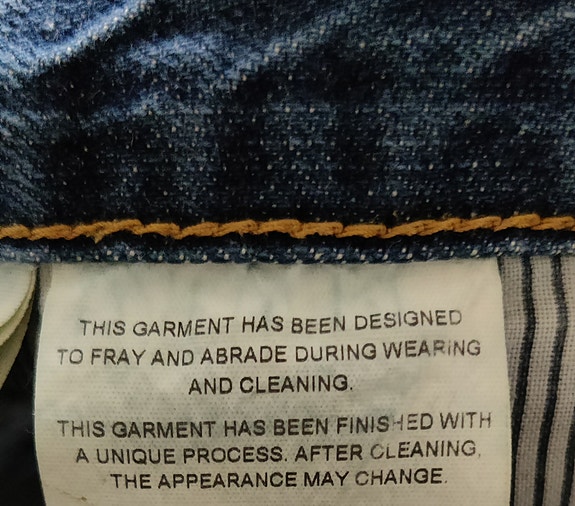 THIS GARMENT HAS BEEN DESIGNED
TO FRAY AND ABRADE DURING WEARING
AND CLEANING.
THIS GARMENT HAS BEEN FINISHED WITH
A UNIQUE PROCESS. AFTER CLEANING,
THE APPEARANCE MAY CHANGE.